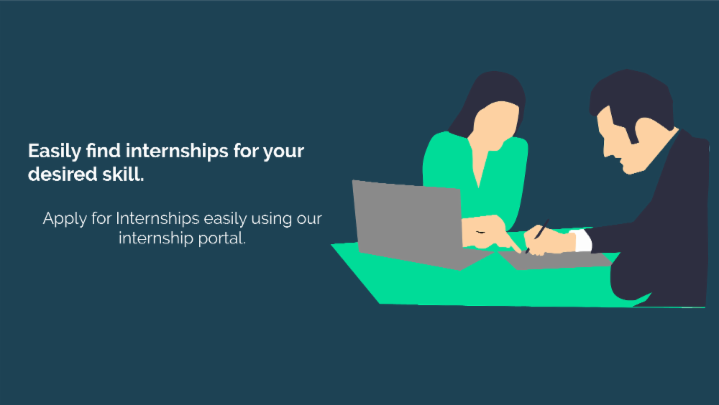 Easily find internships for your
desired skill.
Apply for Internships easily using our
internship portal.